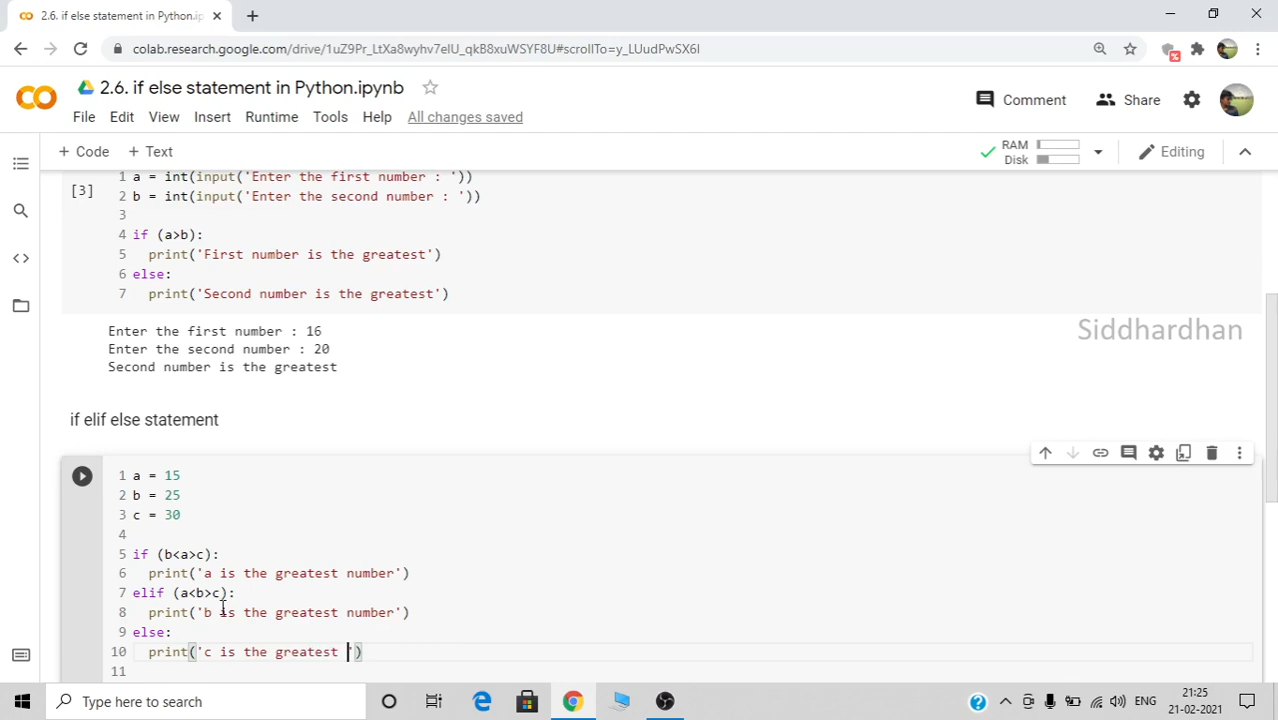 2.6. if else statement in Python.ip
colab.research.google.com/drive/1uZ9Pr_LtXa8wyhv7eIU_qkB8xuWSYF8U#scrollTo=y_LUudPwSX6l
2.6. if else statement in Python.ipynb
Comment
Share
File Edit View Insert Runtime Tools Help All changes saved
+ Code + Text
RAM
Disk
Editing
[3]
1 a = int(input('Enter the first number : '))
2 b = int(input('Enter the second number : '))
3
4 if (a>b):
5 print('First number is the greatest')
6 else:
7 print('Second number is the greatest')
Enter the first number : 16
Enter the second number : 20
Second number is the greatest
Siddhardhan
if elif else statement
1 a = 15
2 b = 25
3 c = 30
4
5 if (b<a>c):
6 print('a is the greatest number')
7 elif (a<b>c):
8 print('b is the greatest number')
9 else:
10 print('c is the greatest ')
11
Type here to search
ENG
21:25
21-02-2021